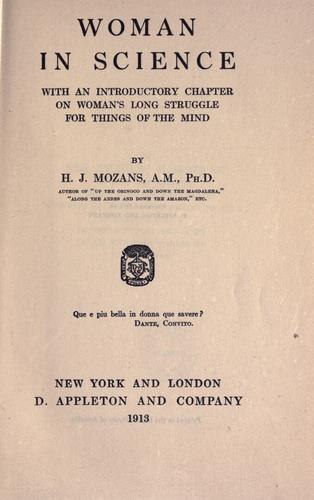 WOMAN
IN SCIENCE
WITH AN INTRODUCTORY CHAPTER
ON WOMAN'S LONG STRUGGLE
FOR THINGS OF THE MIND
BY
H. J. MOZANS, A.M., PH.D.
AUTHOR OF "UP THE ORINOCO AND DOWN THE MAGDALENA,"
"ALONG THE ANDES AND DOWN THE AMAZON," ETC.
Que e piu bella in donna que savere?
DANTE, CONVITO.
NEW YORK AND LONDON
D. APPLETON AND COMPANY
1913